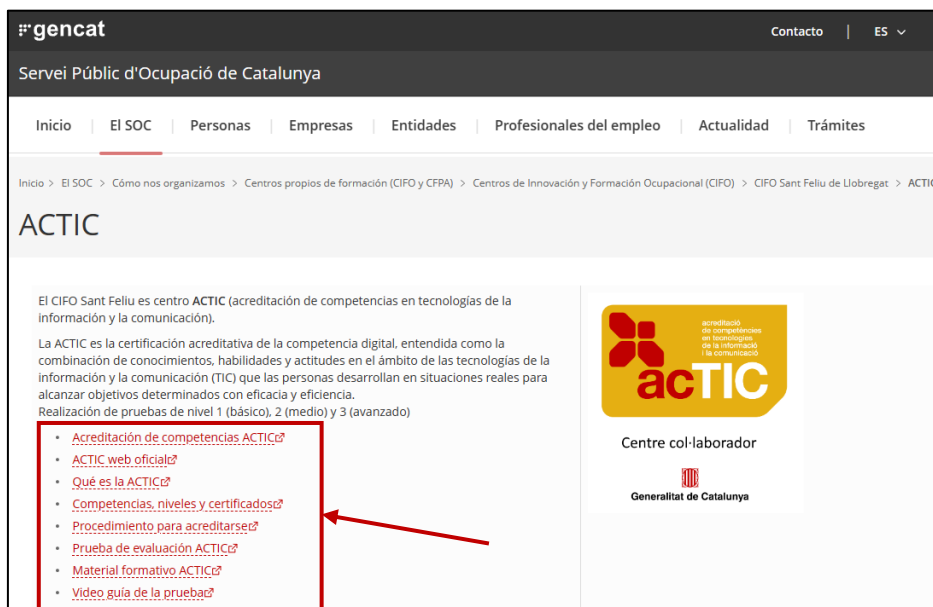 gencat
Contacto | ES
Servei Públic d'Ocupació de Catalunya
Inicio | El SOC | Personas | Empresas | Entidades | Profesionales del empleo | Actualidad | Trámites
Inicio > El SOC > Cómo nos organizamos > Centros propios de formación (CIFO y CFPA) > Centros de Innovación y Formación Ocupacional (CIFO) > CIFO Sant Feliu de Llobregat > ACTIC
ACTIC
El CIFO Sant Feliu es centro ACTIC (acreditación de competencias en tecnologías de la
información y la comunicación).
La ACTIC es la certificación acreditativa de la competencia digital, entendida como la
combinación de conocimientos, habilidades y actitudes en el ámbito de las tecnologías de la
información y la comunicación (TIC) que las personas desarrollan en situaciones reales para
alcanzar objetivos determinados con eficacia y eficiencia.
Realización de pruebas de nivel 1 (básico), 2 (medio) y 3 (avanzado)
• Acreditación de competencias ACTIC
• ACTIC web oficial
• Qué es la ACTIC
• Competencias, niveles y certificados
• Procedimiento para acreditarse
• Prueba de evaluación ACTIC
• Material formativo ACTIC
• Video guía de la prueba
acreditació
de competències
en tecnologies
de la informació
i la comunicació
acTIC
Centre col·laborador
Generalitat de Catalunya